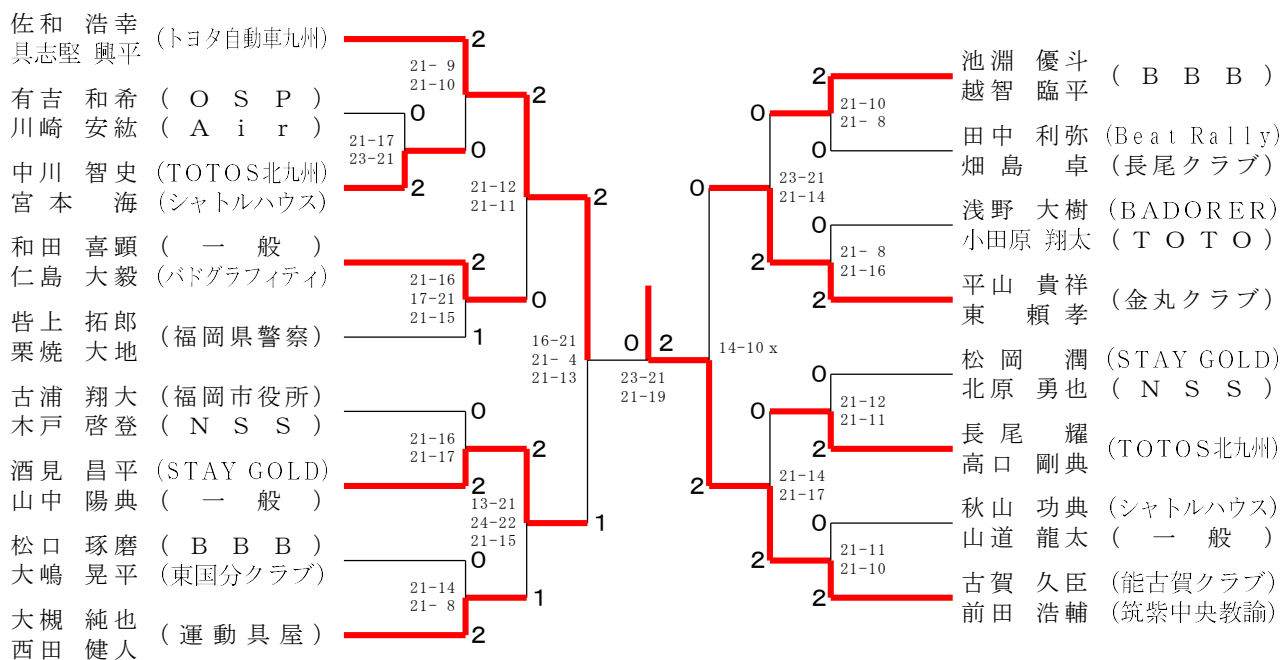 佐和 浩幸 (トヨタ自動車九州)
具志堅 興平
有吉 和希 (OSP)
川崎 安紘 (Air)
中川 智史 (TOTOS北九州)
宮本 海 (シャトルハウス)
和田 喜顕 (一般)
仁島 大毅 (バドグラフィティ)
皆上 拓郎 (福岡県警察)
栗焼 大地
古浦 翔大 (福岡市役所)
木戸 啓登 (NSS)
酒見 昌平 (STAY GOLD)
山中 陽典 (一般)
松口 琢磨 (BBB)
大嶋 晃平 (東国分クラブ)
大槻 純也 (運動具屋)
西田 健人
2
21- 9
21-10
2
0
21-17
23-21
0
2
21-12
21-11
2
2
21-16
17-21
21-15
0
1
16-21
21- 4
21-13
0
21-16
21-17
2
2
13-21
24-22
21-15
1
0
21-14
21- 8
1
2
0 2
23-21
21-19
14-10 x
2
21-10
21- 8
0
0
23-21
21-14
0
0
21- 8
21-16
2
2
0
21-12
21-11
0
2
21-14
21-17
2
0
21-11
21-10
2
2
池淵 優斗 (BBB)
越智 臨平
田中 利弥 (Beat Rally)
畑島 卓 (長尾クラブ)
浅野 大樹 (BADORER)
小田原 翔太 (TOTO)
平山 貴祥 (金丸クラブ)
東 頼孝
松岡 潤 (STAY GOLD)
北原 勇也 (NSS)
長尾 耀 (TOTOS北九州)
高口 剛典
秋山 功典 (シャトルハウス)
山道 龍太 (一般)
古賀 久臣 (能古賀クラブ)
前田 浩輔 (筑紫中央教諭)